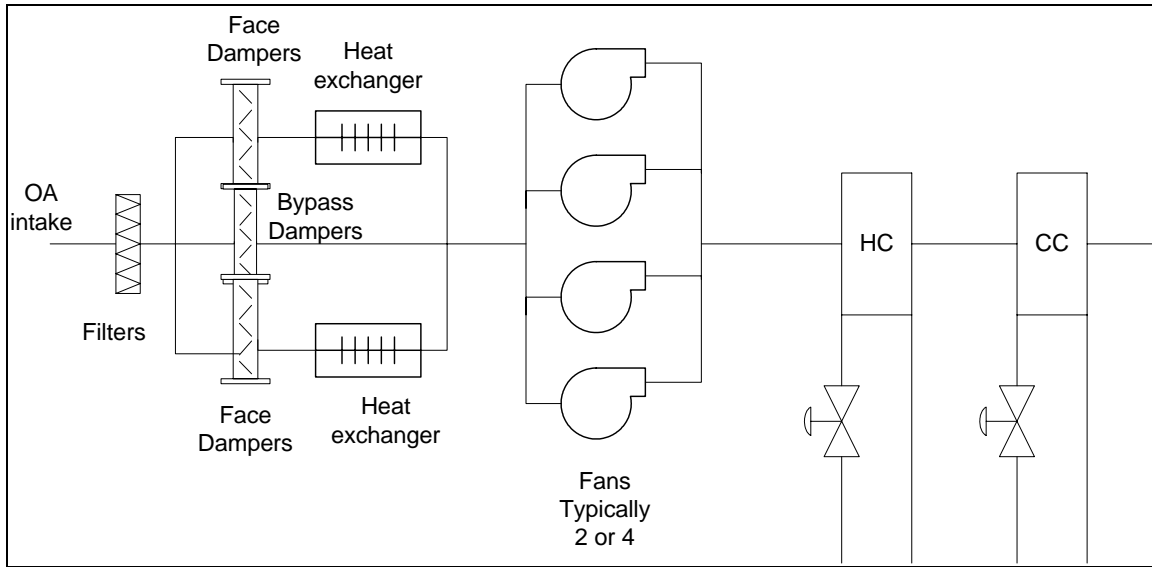 Face
Dampers
Heat
exchanger
OA
intake
Bypass
Dampers
HC
CC
Filters
Face
Dampers
Heat
exchanger
Fans
Typically
2 or 4